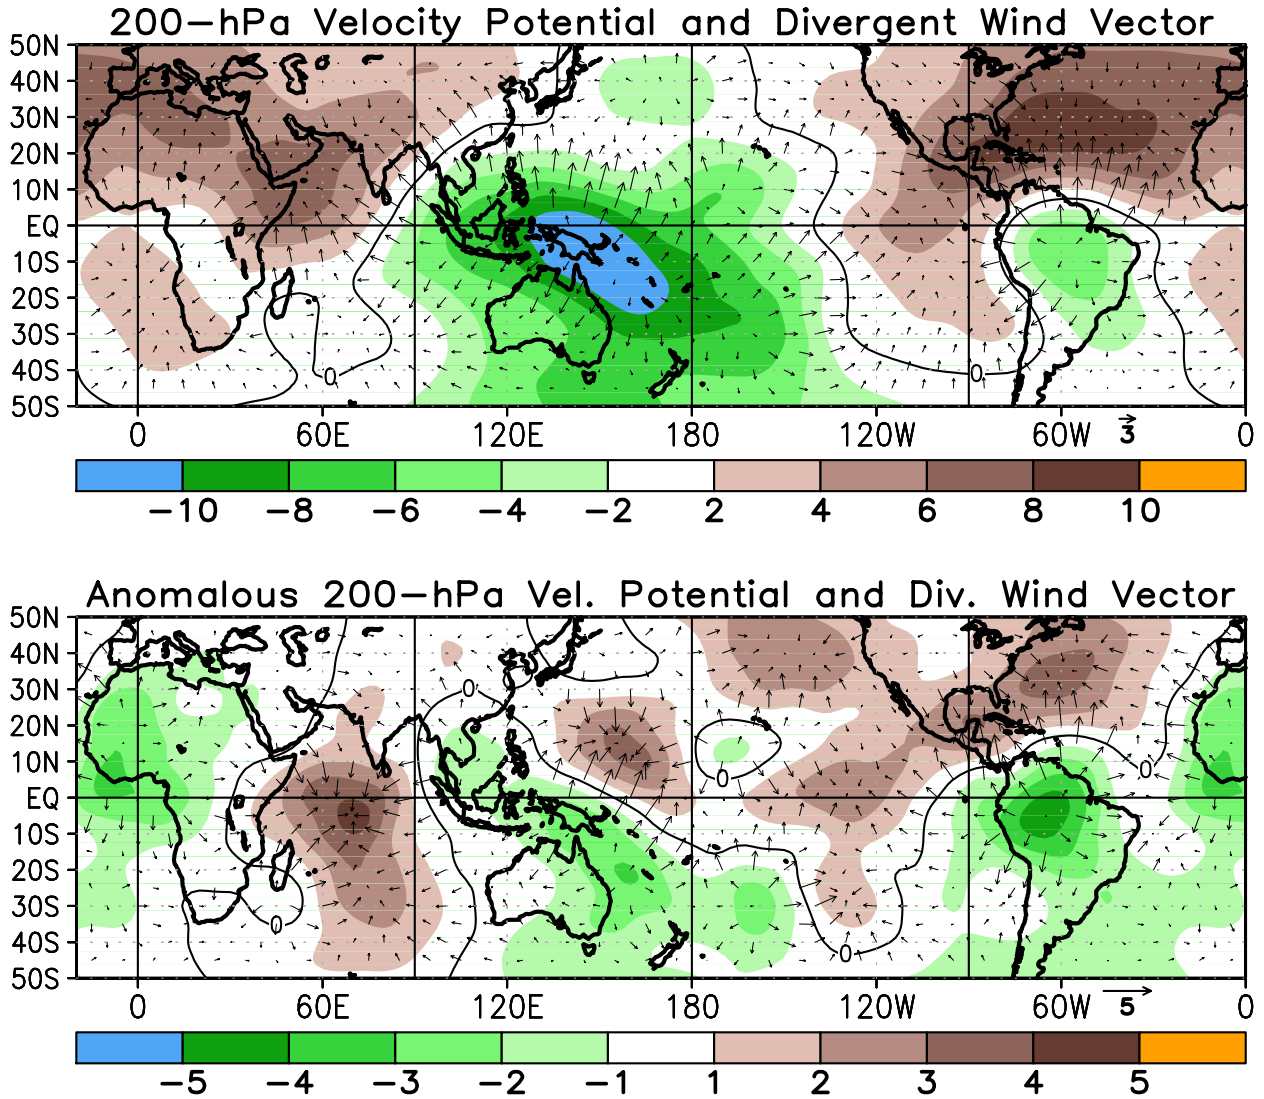 200-hPa Velocity Potential and Divergent Wind Vector
50N
40N
30N
20N
10N
EQ
10S
20S
30S
40S
50S
0
0
0 60E 120E 180 120W 60W 3 0
-10 -8 -6 -4 -2 2 4 6 8 10
Anomalous 200-hPa Vel. Potential and Div. Wind Vector
50N
40N
30N
0
20N
0
0
10N
EQ
10S
20S
30S
0
40S
0
50S
0 60E 120E 180 120W 60W 5 0
-5 -4 -3 -2 -1 1 2 3 4 5